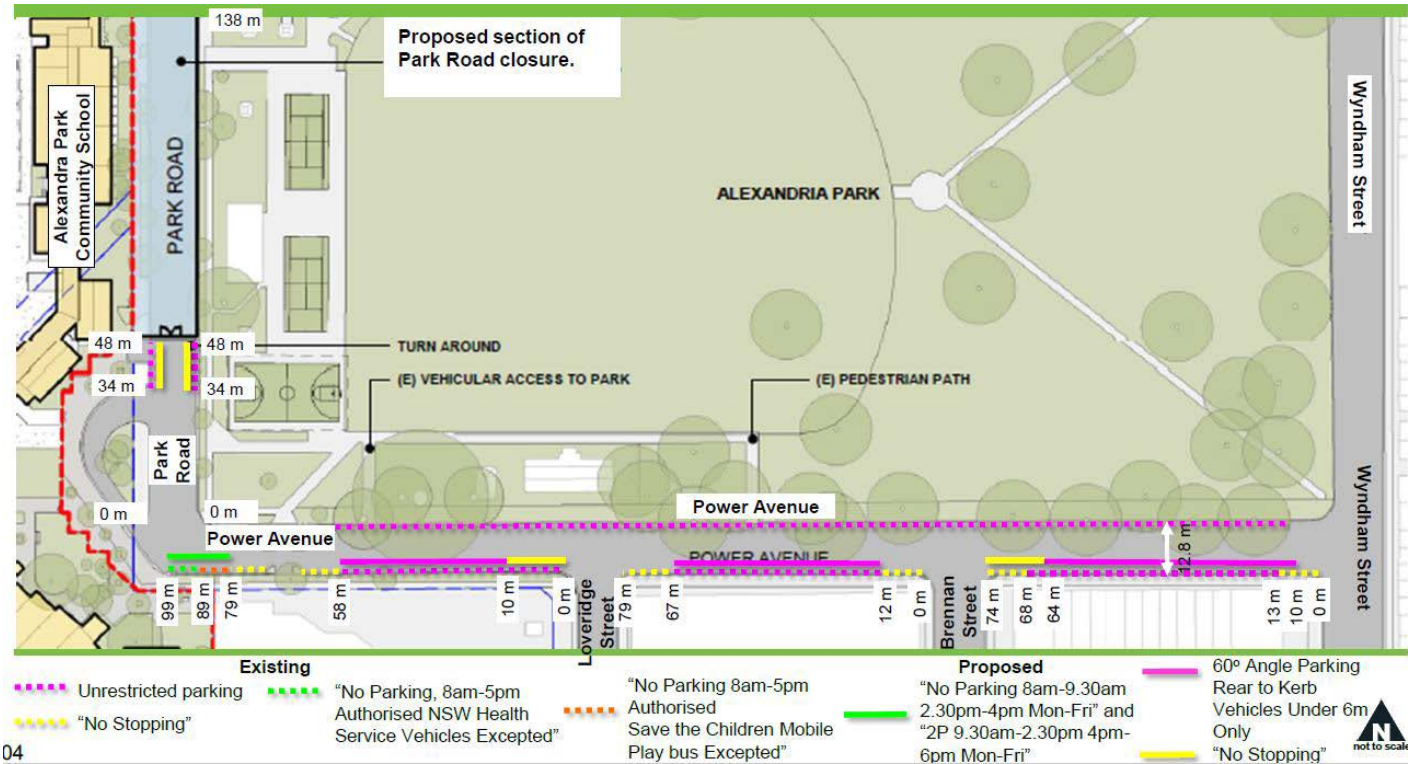 138 m
Proposed section of
Park Road closure.
Alexandra Park
Community School
PARK ROAD
Wyndham Street
ALEXANDRIA PARK
48 m
48 m
TURN AROUND
34 m
34 m
(E) VEHICULAR ACCESS TO PARK
(E) PEDESTRIAN PATH
Park
Road
0 m
0 m
Power Avenue
Power Avenue
POWER AVENUE
12.8 m
Wyndham Street
99 m
89 m
79 m
58 m
10 m
0 m
Loveridge
Street
79 m
67 m
12 m
0 m
Brennan
Street
74 m
68 m
64 m
13 m
10 m
0 m
Existing
Unrestricted parking
"No Stopping"
"No Parking, 8am-5pm
Authorised NSW Health
Service Vehicles Excepted"
"No Parking 8am-5pm
Authorised
Save the Children Mobile
Play bus Excepted"
Proposed
"No Parking 8am-9.30am
2.30pm-4pm Mon-Fri" and
"2P 9.30am-2.30pm 4pm-
6pm Mon-Fri"
60º Angle Parking
Rear to Kerb
Vehicles Under 6m
Only
"No Stopping"
N
not to scale
04